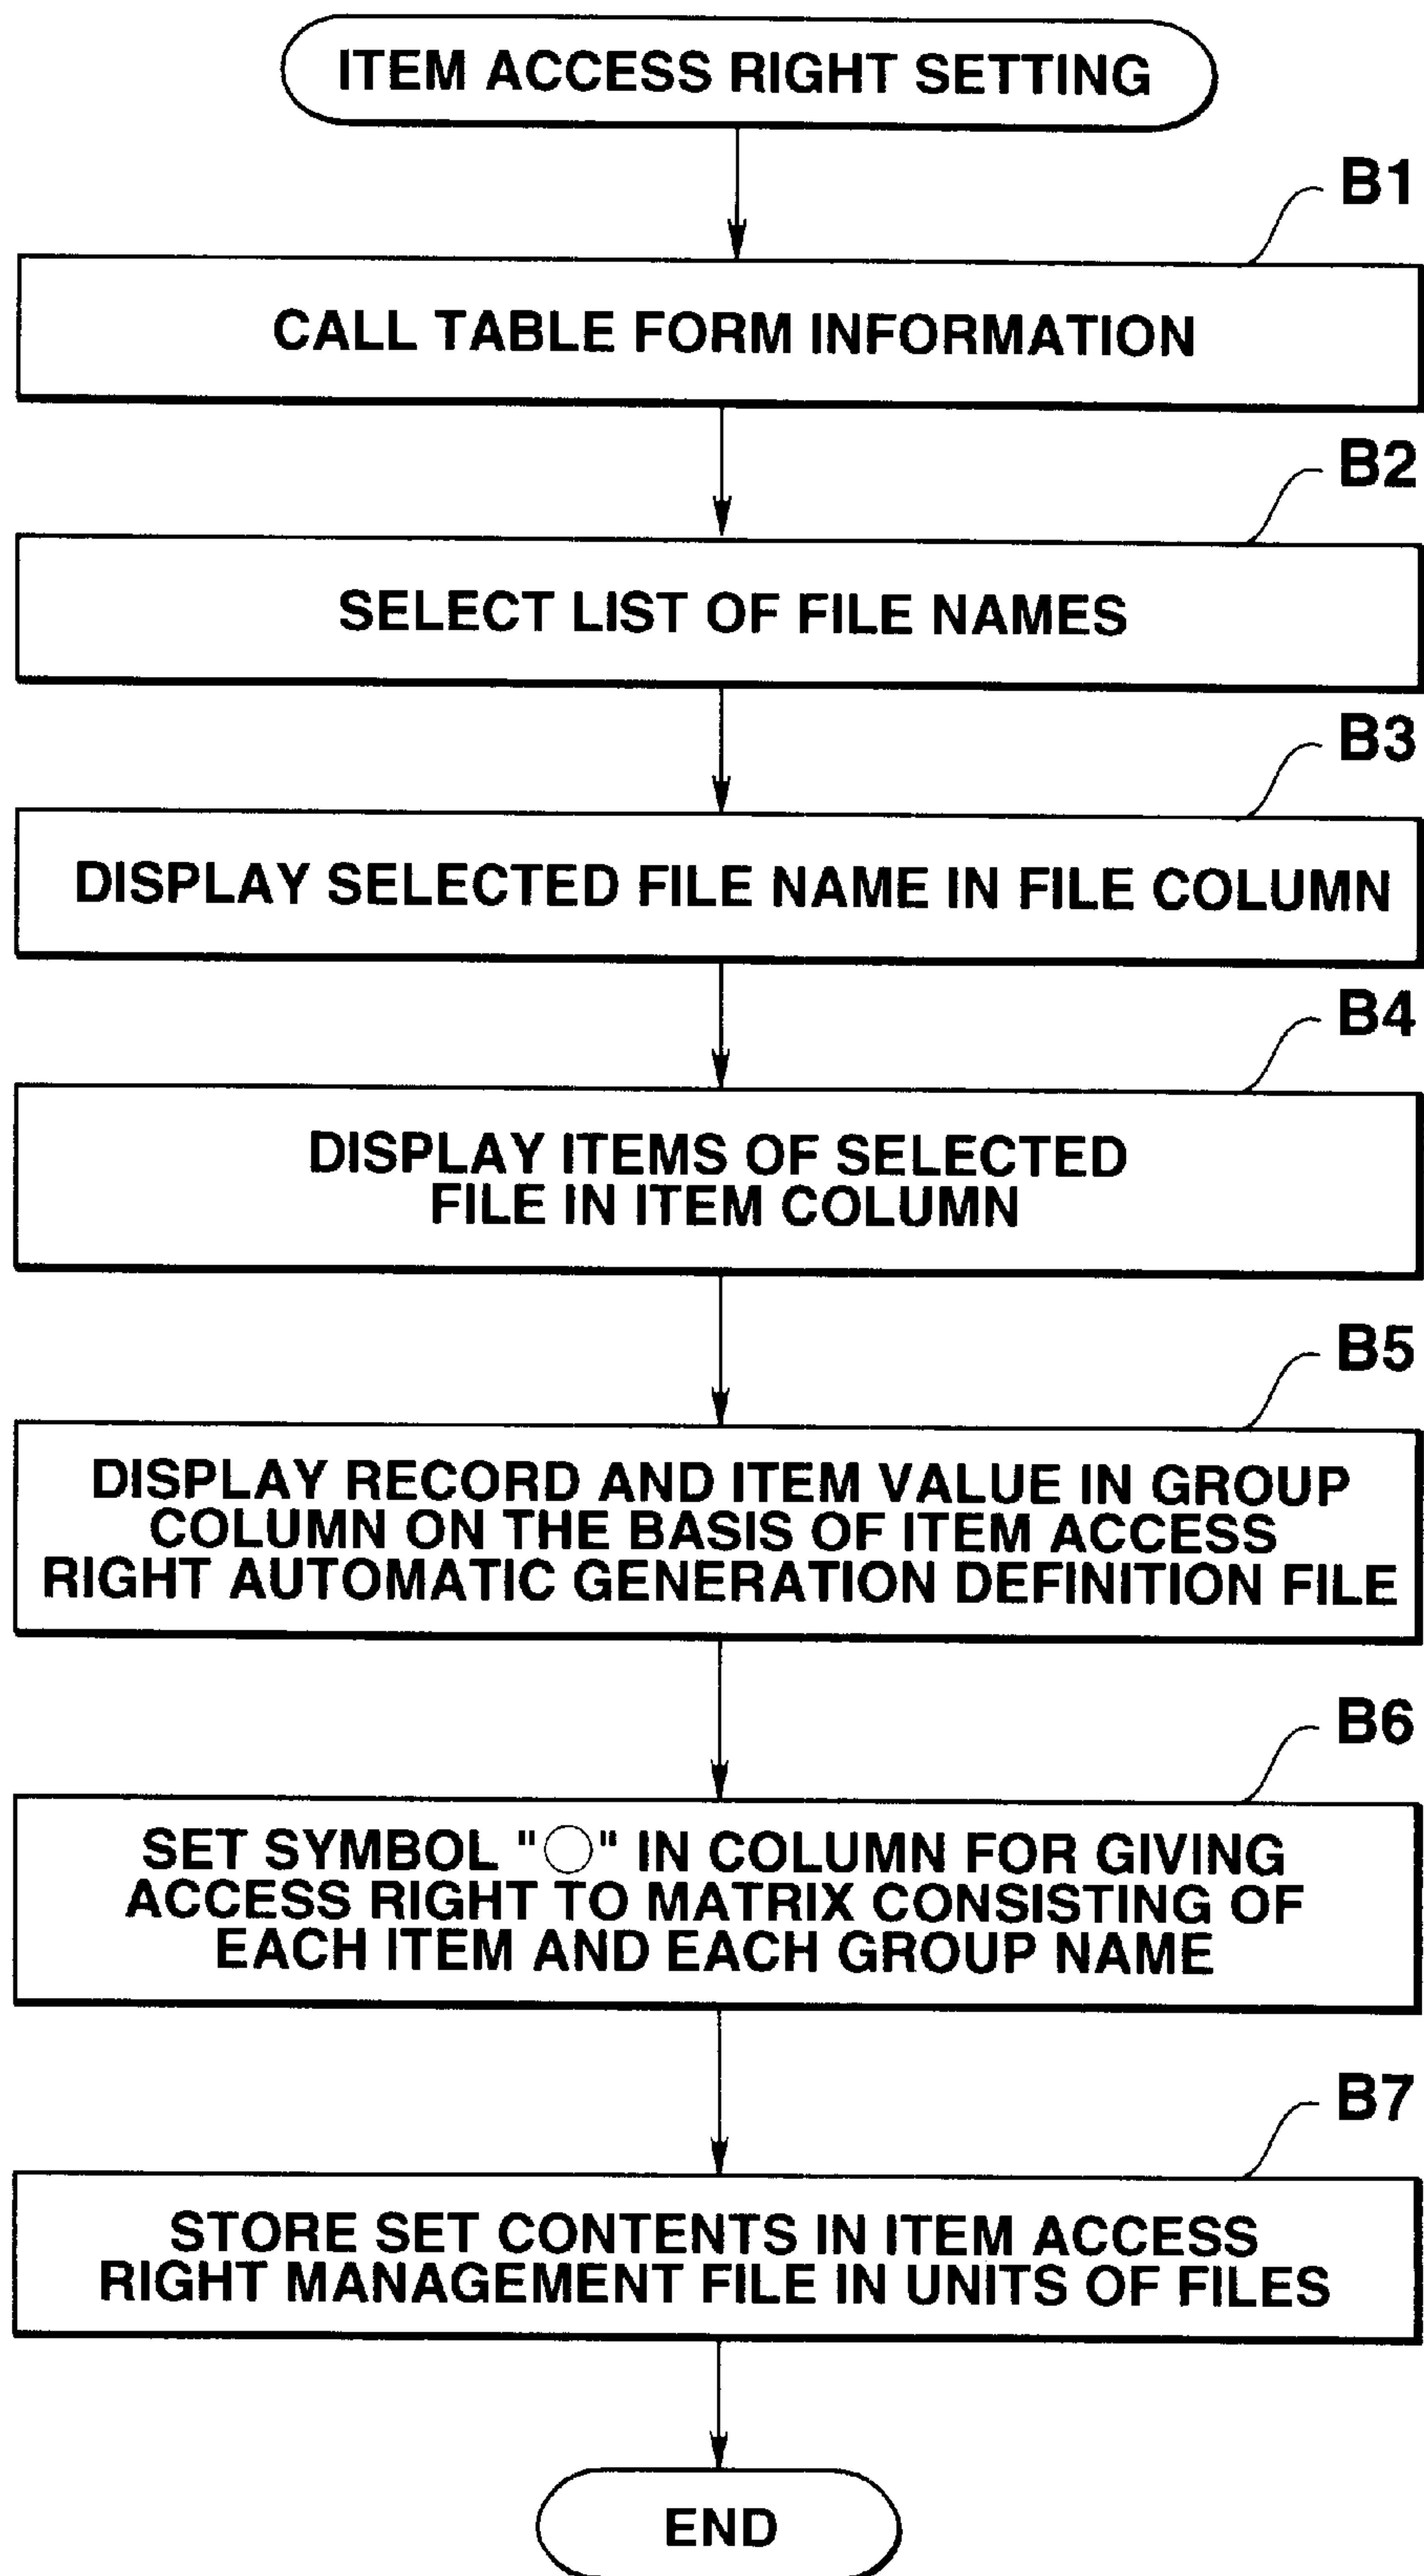 ITEM ACCESS RIGHT SETTING
B1
CALL TABLE FORM INFORMATION
B2
SELECT LIST OF FILE NAMES
B3
DISPLAY SELECTED FILE NAME IN FILE COLUMN
B4
DISPLAY ITEMS OF SELECTED
FILE IN ITEM COLUMN
B5
DISPLAY RECORD AND ITEM VALUE IN GROUP
COLUMN ON THE BASIS OF ITEM ACCESS
RIGHT AUTOMATIC GENERATION DEFINITION FILE
B6
SET SYMBOL "○" IN COLUMN FOR GIVING
ACCESS RIGHT TO MATRIX CONSISTING OF
EACH ITEM AND EACH GROUP NAME
B7
STORE SET CONTENTS IN ITEM ACCESS
RIGHT MANAGEMENT FILE IN UNITS OF FILES
END